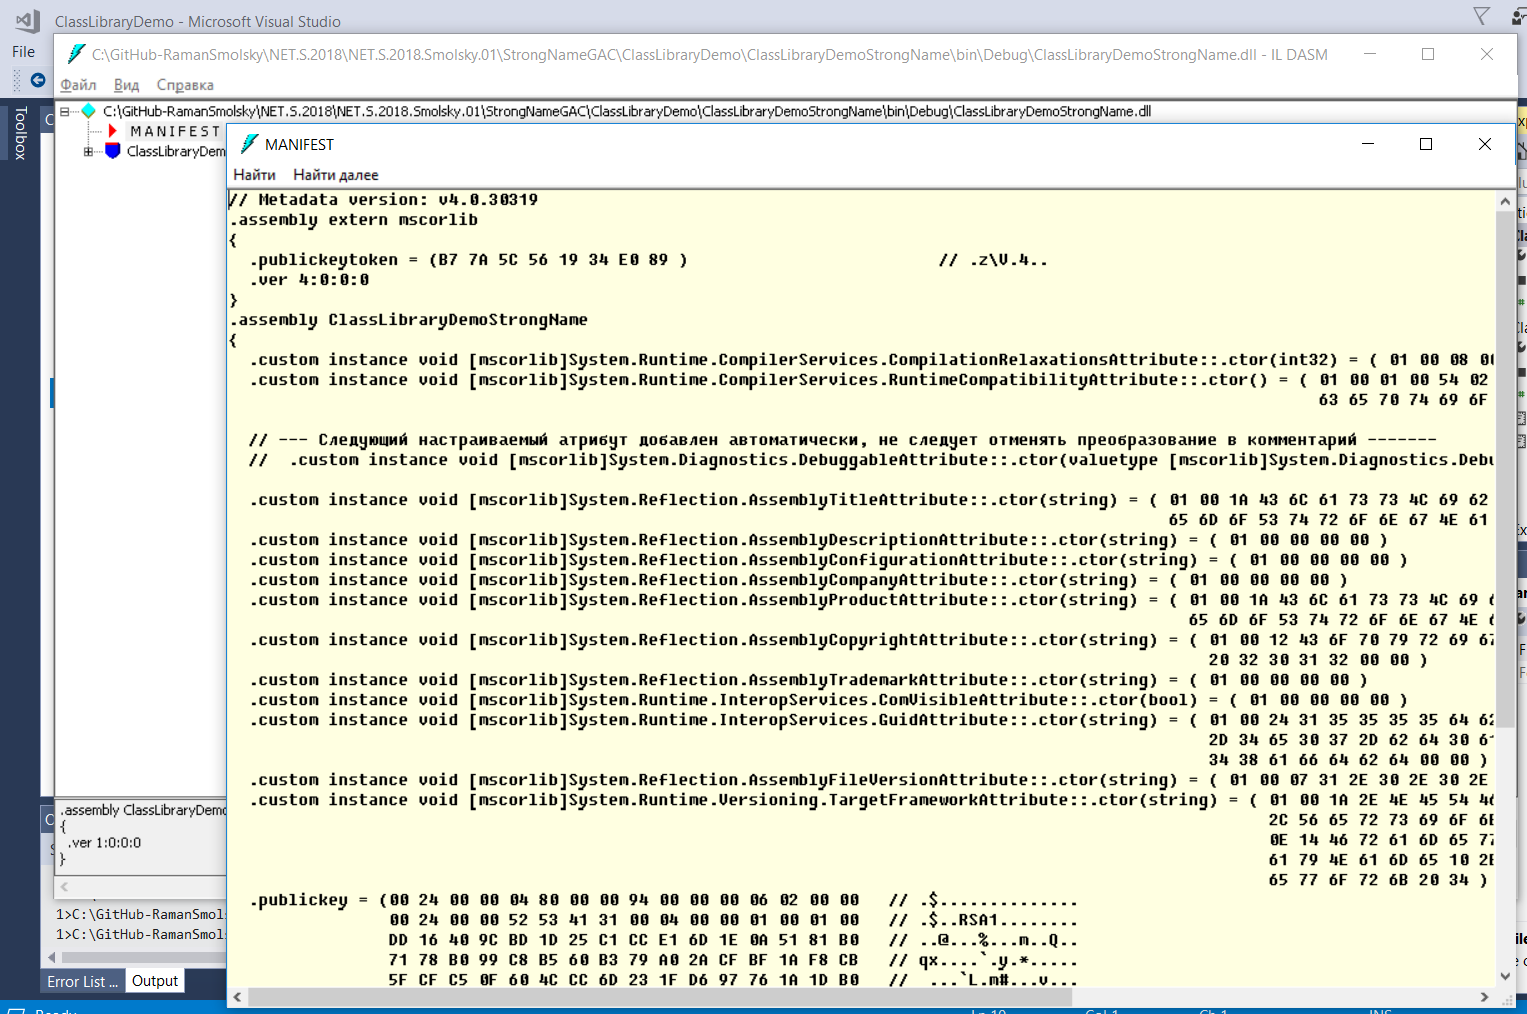 ClassLibraryDemo - Microsoft Visual Studio
File
C:\GitHub-RamanSmolsky\NET.S.2018\NET.S.2018.Smolsky.01\StrongNameGAC\ClassLibraryDemo\ClassLibraryDemoStrongName\bin\Debug\ClassLibraryDemoStrongName.dll - IL DASM
Файл Вид Справка
Toolbox
C:\GitHub-RamanSmolsky\NET.S.2018\NET.S.2018.Smolsky.01\StrongNameGAC\ClassLibraryDemo\ClassLibraryDemoStrongName\bin\Debug\ClassLibraryDemoStrongName.dll
MANIFEST
ClassLibraryDem
MANIFEST
Найти Найти далее
// Metadata version: v4.0.30319
.assembly extern mscorlib
{
.publickeytoken = (B7 7A 5C 56 19 34 E0 89 ) // .z\V.4..
.ver 4:0:0:0
}
.assembly ClassLibraryDemoStrongName
{
.custom instance void [mscorlib]System.Runtime.CompilerServices.CompilationRelaxationsAttribute::.ctor(int32) = ( 01 00 08 00
.custom instance void [mscorlib]System.Runtime.CompilerServices.RuntimeCompatibilityAttribute::.ctor() = ( 01 00 01 00 54 02
63 65 70 74 69 6F
// --- Следующий настраиваемый атрибут добавлен автоматически, не следует отменять преобразование в комментарий -------
// .custom instance void [mscorlib]System.Diagnostics.DebuggableAttribute::.ctor(valuetype [mscorlib]System.Diagnostics.Debu
.custom instance void [mscorlib]System.Reflection.AssemblyTitleAttribute::.ctor(string) = ( 01 00 1A 43 6C 61 73 73 4C 69 62
65 6D 6F 53 74 72 6F 6E 67 4E 61
.custom instance void [mscorlib]System.Reflection.AssemblyDescriptionAttribute::.ctor(string) = ( 01 00 00 00 00 )
.custom instance void [mscorlib]System.Reflection.AssemblyConfigurationAttribute::.ctor(string) = ( 01 00 00 00 00 )
.custom instance void [mscorlib]System.Reflection.AssemblyCompanyAttribute::.ctor(string) = ( 01 00 00 00 00 )
.custom instance void [mscorlib]System.Reflection.AssemblyProductAttribute::.ctor(string) = ( 01 00 1A 43 6C 61 73 73 4C 69 6
65 6D 6F 53 74 72 6F 6E 67 4E 6
.custom instance void [mscorlib]System.Reflection.AssemblyCopyrightAttribute::.ctor(string) = ( 01 00 12 43 6F 70 79 72 69 67
20 32 30 31 32 00 00 )
.custom instance void [mscorlib]System.Reflection.AssemblyTrademarkAttribute::.ctor(string) = ( 01 00 00 00 00 )
.custom instance void [mscorlib]System.Runtime.InteropServices.ComVisibleAttribute::.ctor(bool) = ( 01 00 00 00 00 )
.custom instance void [mscorlib]System.Runtime.InteropServices.GuidAttribute::.ctor(string) = ( 01 00 24 31 35 35 35 35 64 62
2D 34 65 30 37 2D 62 64 30 61
34 38 61 66 64 62 64 00 00 )
.custom instance void [mscorlib]System.Reflection.AssemblyFileVersionAttribute::.ctor(string) = ( 01 00 07 31 2E 30 2E 30 2E
.custom instance void [mscorlib]System.Runtime.Versioning.TargetFrameworkAttribute::.ctor(string) = ( 01 00 1A 2E 4E 45 54 46
2C 56 65 72 73 69 6F 6E
0E 14 46 72 61 6D 65 77
61 79 4E 61 6D 65 10 2E
65 77 6F 72 6B 20 34 )
.publickey = (00 24 00 00 04 80 00 00 94 00 00 00 06 02 00 00 // .$..............
00 24 00 00 52 53 41 31 00 04 00 00 01 00 01 00 // .$..RSA1........
DD 16 40 9C BD 1D 25 C1 CC E1 6D 1E 0A 51 81 B0 // ..@...%...m..Q..
71 78 B0 99 C8 B5 60 B3 79 A0 2A CF BF 1A F8 CB // qx....`.y.*.....
5F CF C5 0F 60 4C CC 6D 23 1F D6 97 76 1A 1D B0 // _...`L.m#...v...
.assembly ClassLibraryDemo
{
.ver 1:0:0:0
}
1>C:\GitHub-RamanSmols
1>C:\GitHub-RamanSmols
Error List ... Output
Ready Ln 10 Col 1 Ch 1 INS